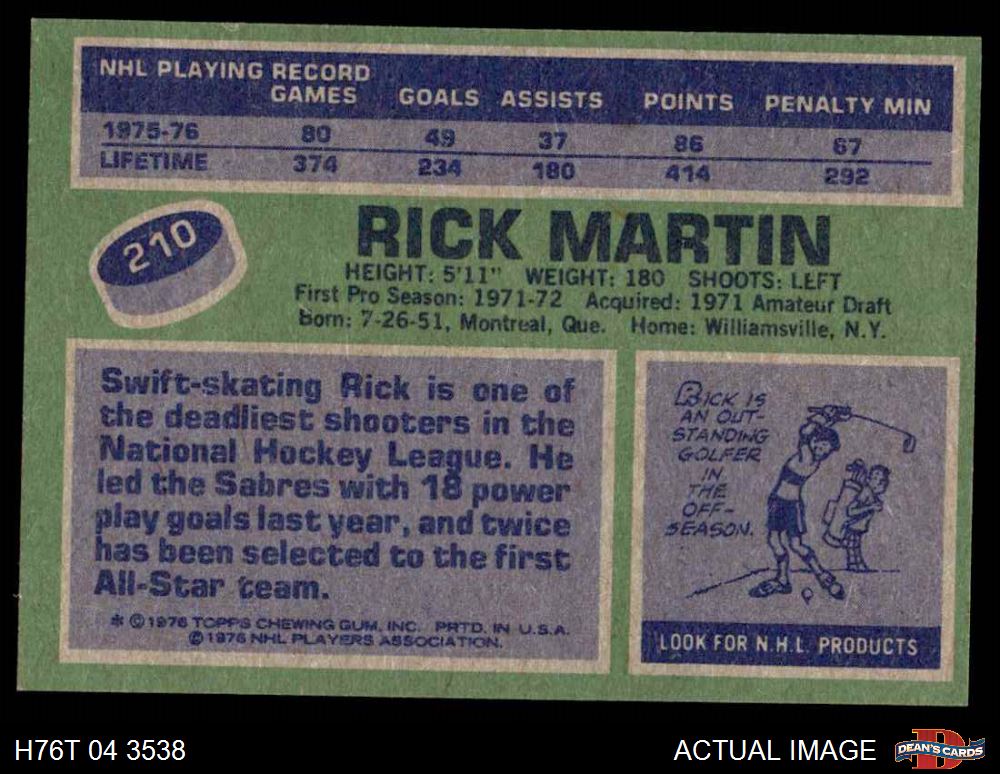 NHL PLAYING RECORD
GAMES GOALS ASSISTS POINTS PENALTY MIN
1975-76 80 49 37 86 67
LIFETIME 374 234 180 414 292
210
RICK MARTIN
HEIGHT: 5'11" WEIGHT: 180 SHOOTS: LEFT
First Pro Season: 1971-72 Acquired: 1971 Amateur Draft
Born: 7-26-51, Montreal, Que. Home: Williamsville, N.Y.
Swift-skating Rick is one of
the deadliest shooters in the
National Hockey League. He
led the Sabres with 18 power
play goals last year, and twice
has been selected to the first
All-Star team.
* © 1976 TOPPS CHEWING GUM, INC. PRTD. IN U.S.A.
© 1976 NHL PLAYERS ASSOCIATION.
RICK IS
AN OUT-
STANDING
GOLFER
IN
THE
OFF-
SEASON.
LOOK FOR N.H.L. PRODUCTS
H76T 04 3538
ACTUAL IMAGE
DEAN'S CARDS